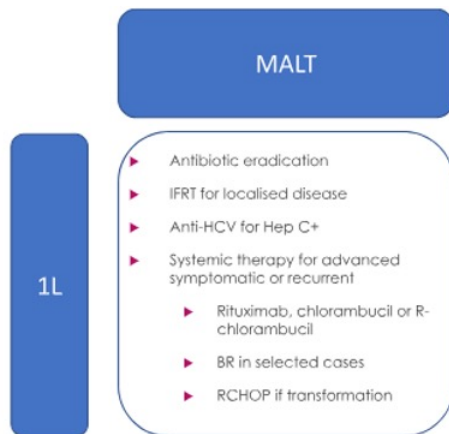 MALT
1L
Antibiotic eradication
IFRT for localised disease
Anti-HCV for Hep C+
Systemic therapy for advanced
symptomatic or recurrent
Rituximab, chlorambucil or R-
chlorambucil
BR in selected cases
RCHOP if transformation